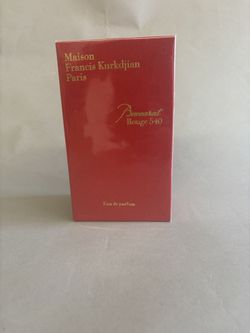 Maison
Francis Kurkdjian
Paris
Baccarat
Rouge 540
Eau de parfum